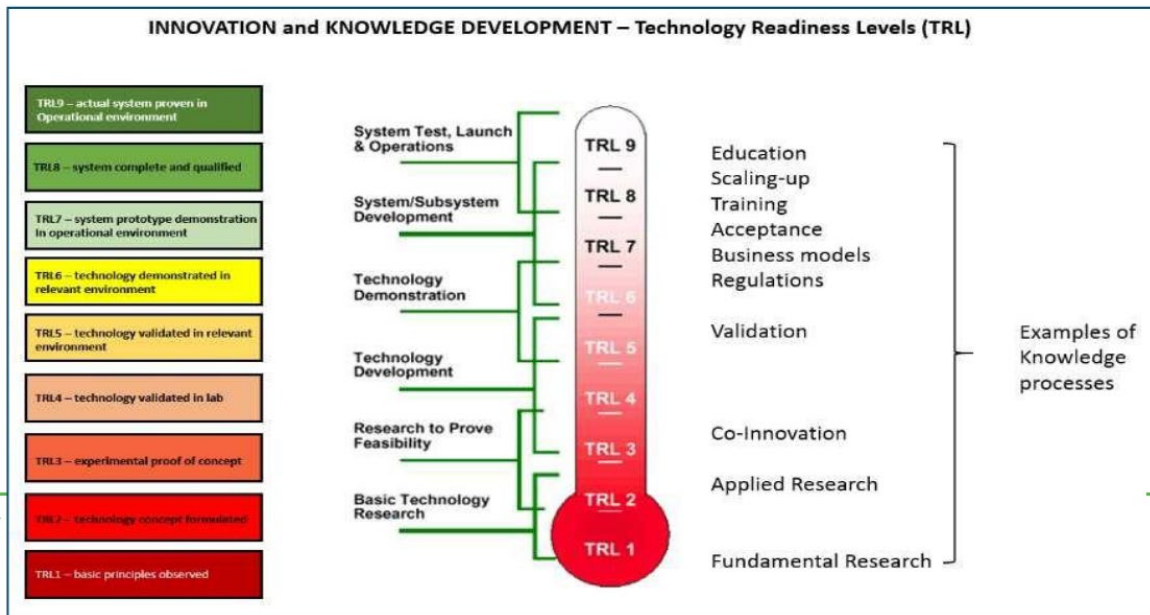 INNOVATION and KNOWLEDGE DEVELOPMENT – Technology Readiness Levels (TRL)
TRL9 – actual system proven in
Operational environment
TRL8 – system complete and qualified
TRL7 – system prototype demonstration
In operational environment
TRL6 – technology demonstrated in
relevant environment
TRL5 – technology validated in relevant
environment
TRL4 – technology validated in lab
TRL3 – experimental proof of concept
TRL2 – technology concept formulated
TRL1 – basic principles observed
System Test, Launch
& Operations
System/Subsystem
Development
Technology
Demonstration
Technology
Development
Research to Prove
Feasibility
Basic Technology
Research
TRL 9
TRL 8
TRL 7
TRL 6
TRL 5
TRL 4
TRL 3
TRL 2
TRL 1
Education
Scaling-up
Training
Acceptance
Business models
Regulations
Validation
Co-Innovation
Applied Research
Fundamental Research
Examples of
Knowledge
processes